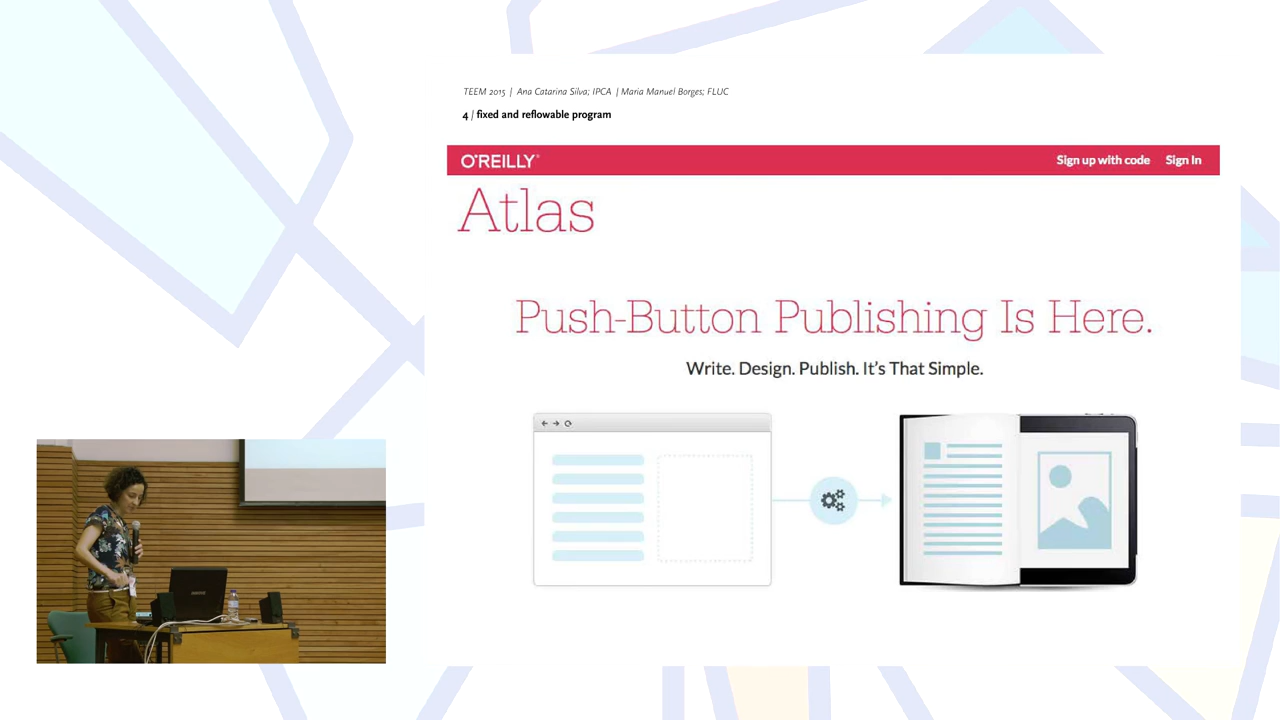 TEEM 2015 | Ana Catarina Silva; IPCA | Maria Manuel Borges; FLUC
4 / fixed and reflowable program
O'REILLY® Sign up with code Sign In
Atlas
Push-Button Publishing Is Here.
Write. Design. Publish. It's That Simple.